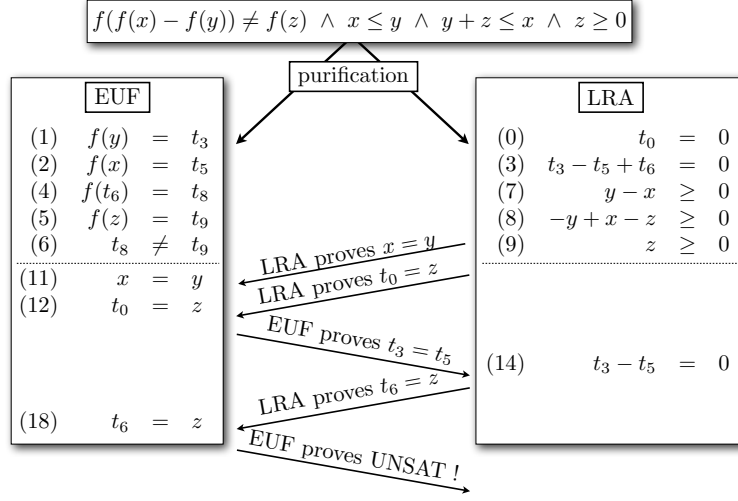 f(f(x) − f(y)) ≠ f(z) ∧ x ≤ y ∧ y + z ≤ x ∧ z ≥ 0
purification
EUF
(1) f(y) = t₃
(2) f(x) = t₅
(4) f(t₆) = t₈
(5) f(z) = t₉
(6) t₈ ≠ t₉
(11) x = y
(12) t₀ = z
(18) t₆ = z
LRA proves x = y
LRA proves t₀ = z
EUF proves t₃ = t₅
LRA proves t₆ = z
EUF proves UNSAT !
LRA
(0) t₀ = 0
(3) t₃ − t₅ + t₆ = 0
(7) y − x ≥ 0
(8) −y + x − z ≥ 0
(9) z ≥ 0
(14) t₃ − t₅ = 0